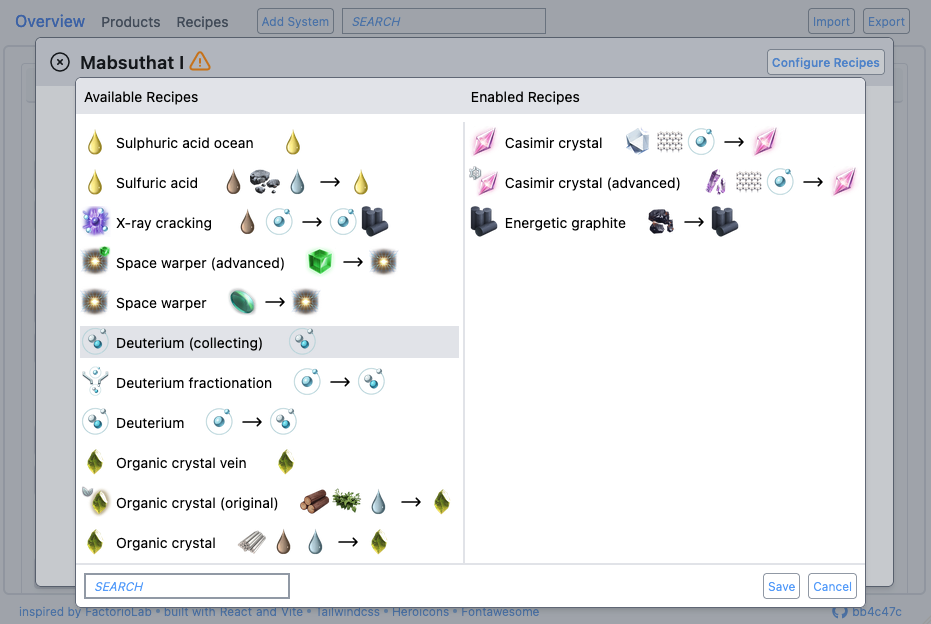 Overview Products Recipes Add System SEARCH Import Export
Mabsuthat I Configure Recipes
Available Recipes Enabled Recipes
Sulphuric acid ocean
Sulfuric acid
X-ray cracking
Space warper (advanced)
Space warper
Deuterium (collecting)
Deuterium fractionation
Deuterium
Organic crystal vein
Organic crystal (original)
Organic crystal
Casimir crystal
Casimir crystal (advanced)
Energetic graphite
SEARCH Save Cancel
inspired by FactorioLab • built with React and Vite • Tailwindcss • Heroicons • Fontawesome bb4c47c